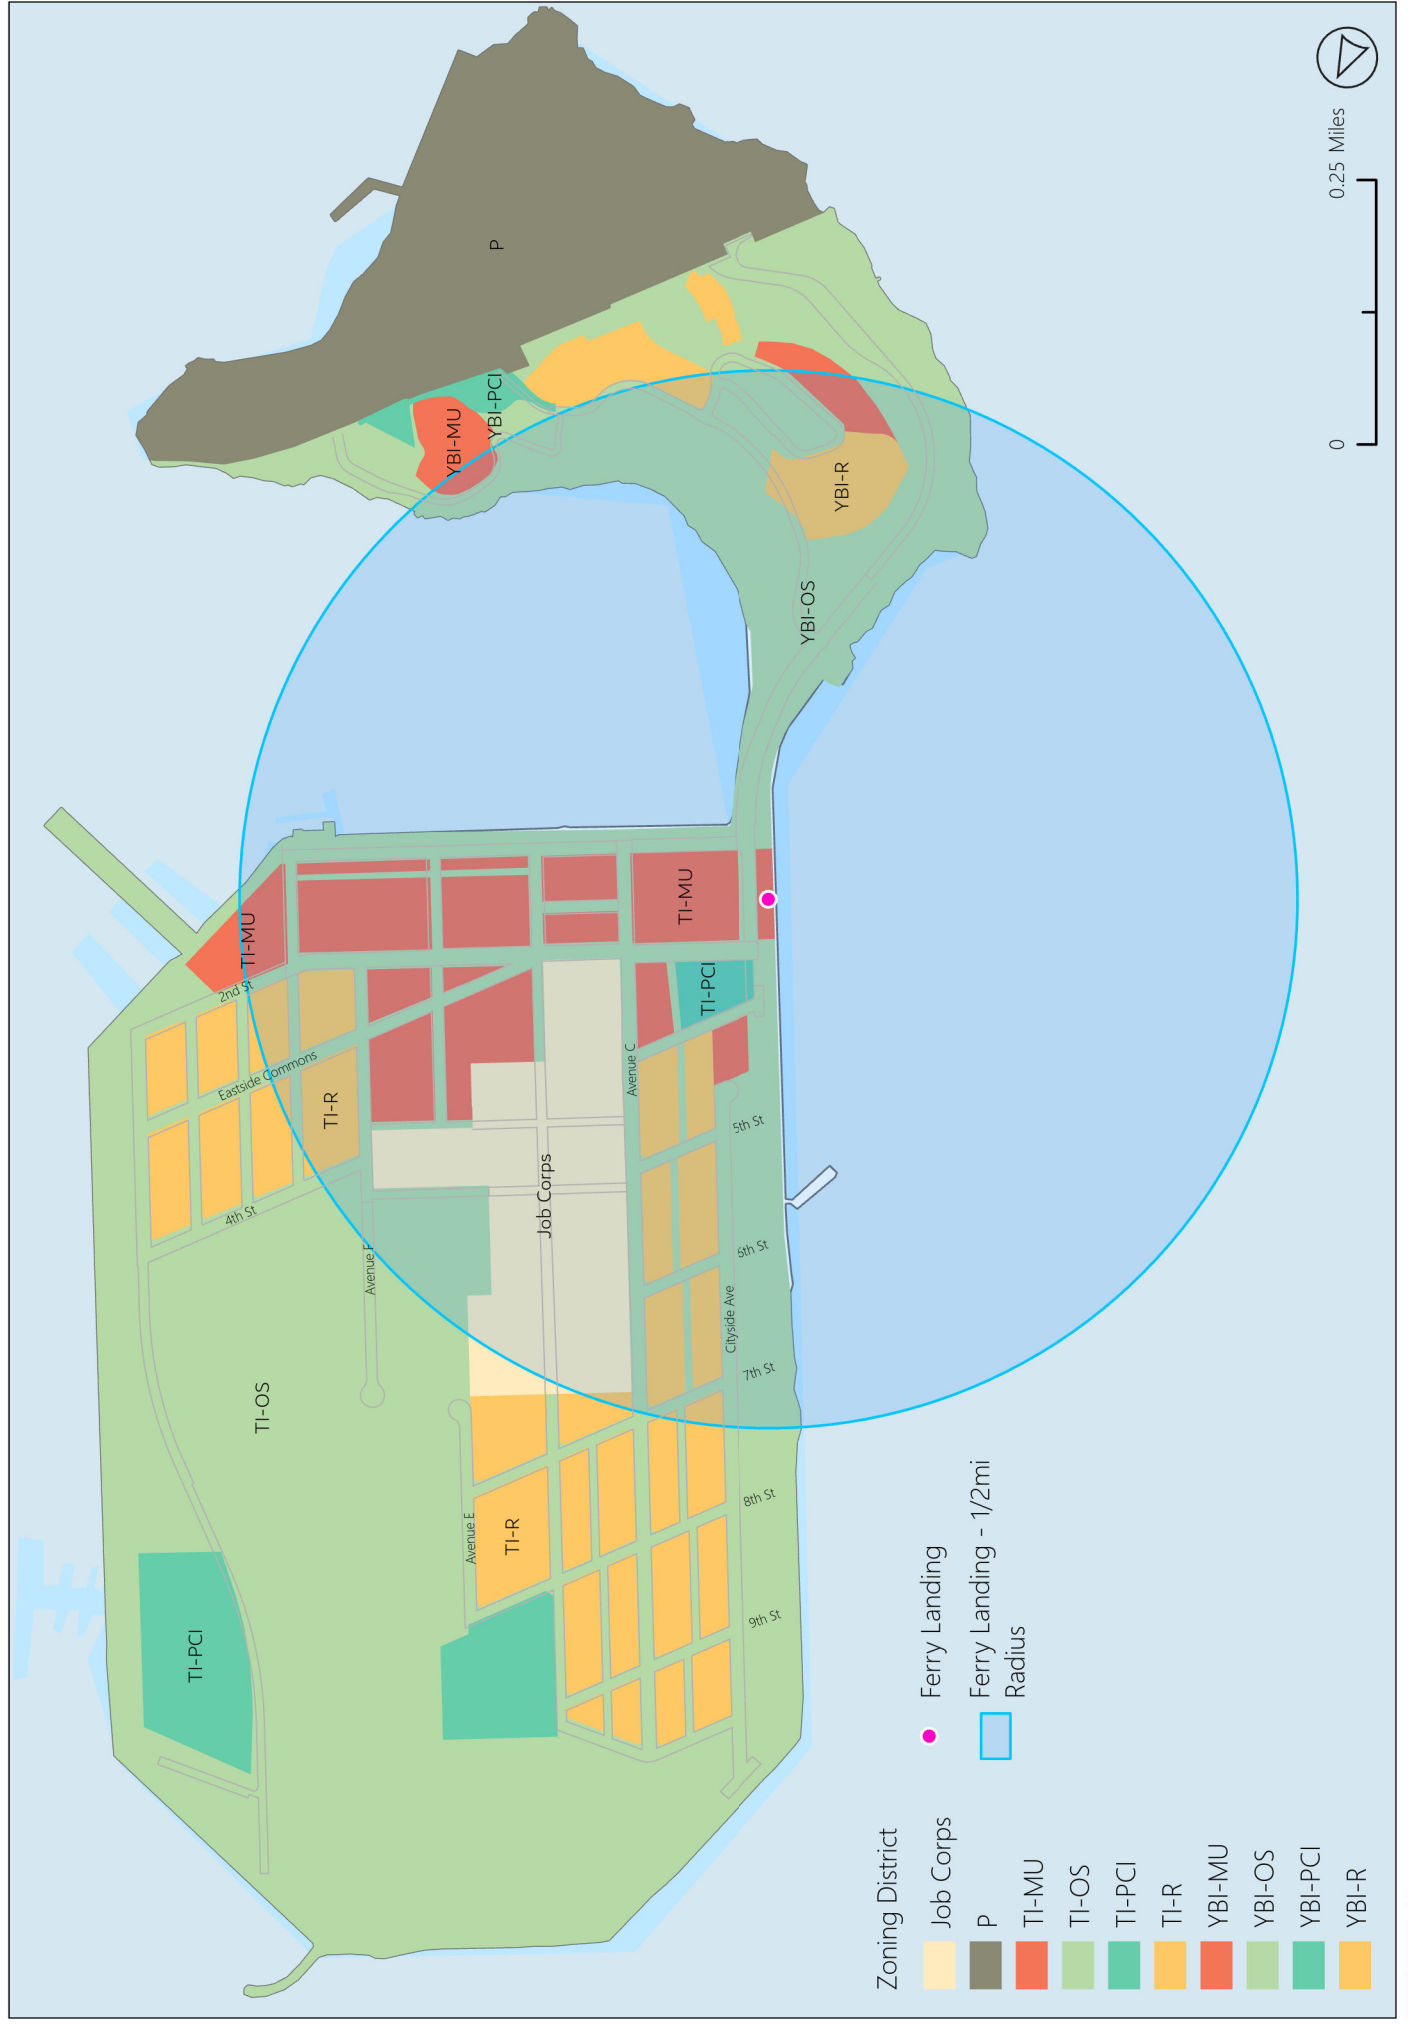 P
YBI-PCI
YBI-MU
YBI-R
YBI-OS
TI-MU
TI-MU
TI-PCI
2nd St
Eastside Commons
TI-R
4th St
Avenue C
5th St
Job Corps
Avenue F
6th St
Cityside Ave
7th St
TI-OS
8th St
Avenue E
TI-R
9th St
TI-PCI
0
0.25 Miles
Ferry Landing
Ferry Landing - 1/2mi
Radius
Zoning District
Job Corps
P
TI-MU
TI-OS
TI-PCI
TI-R
YBI-MU
YBI-OS
YBI-PCI
YBI-R